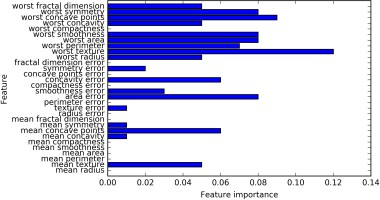 worst fractal dimension
worst symmetry
worst concave points
worst concavity
worst compactness
worst smoothness
worst area
worst perimeter
worst texture
worst radius
fractal dimension error
symmetry error
concave points error
concavity error
compactness error
smoothness error
area error
perimeter error
texture error
radius error
mean fractal dimension
mean symmetry
mean concave points
mean concavity
mean compactness
mean smoothness
mean area
mean perimeter
mean texture
mean radius
Feature
0.00 0.02 0.04 0.06 0.08 0.10 0.12 0.14
Feature importance